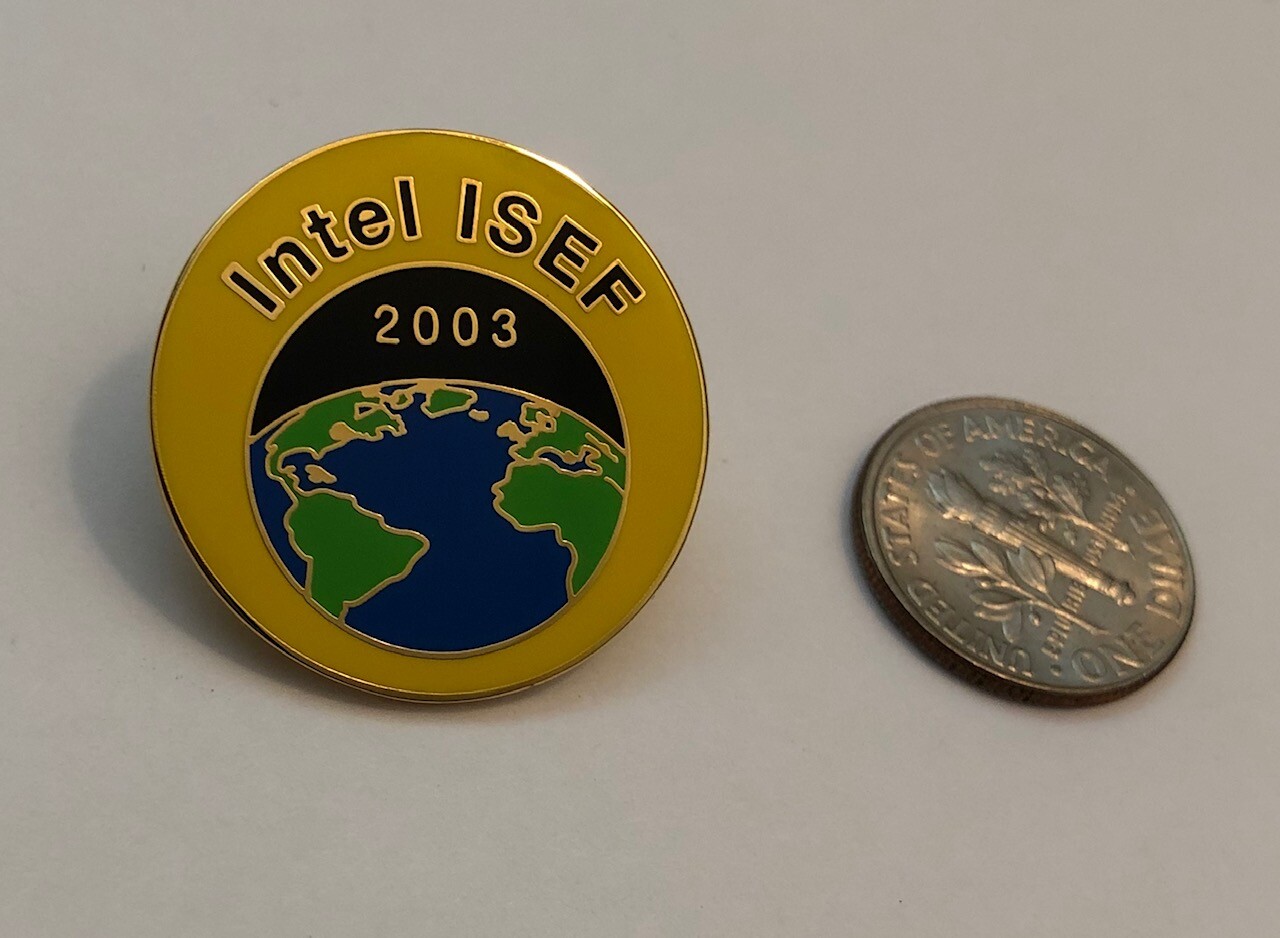 Intel ISEF
2003
UNITED STATES OF AMERICA
E PLURIBUS UNUM
ONE DIME